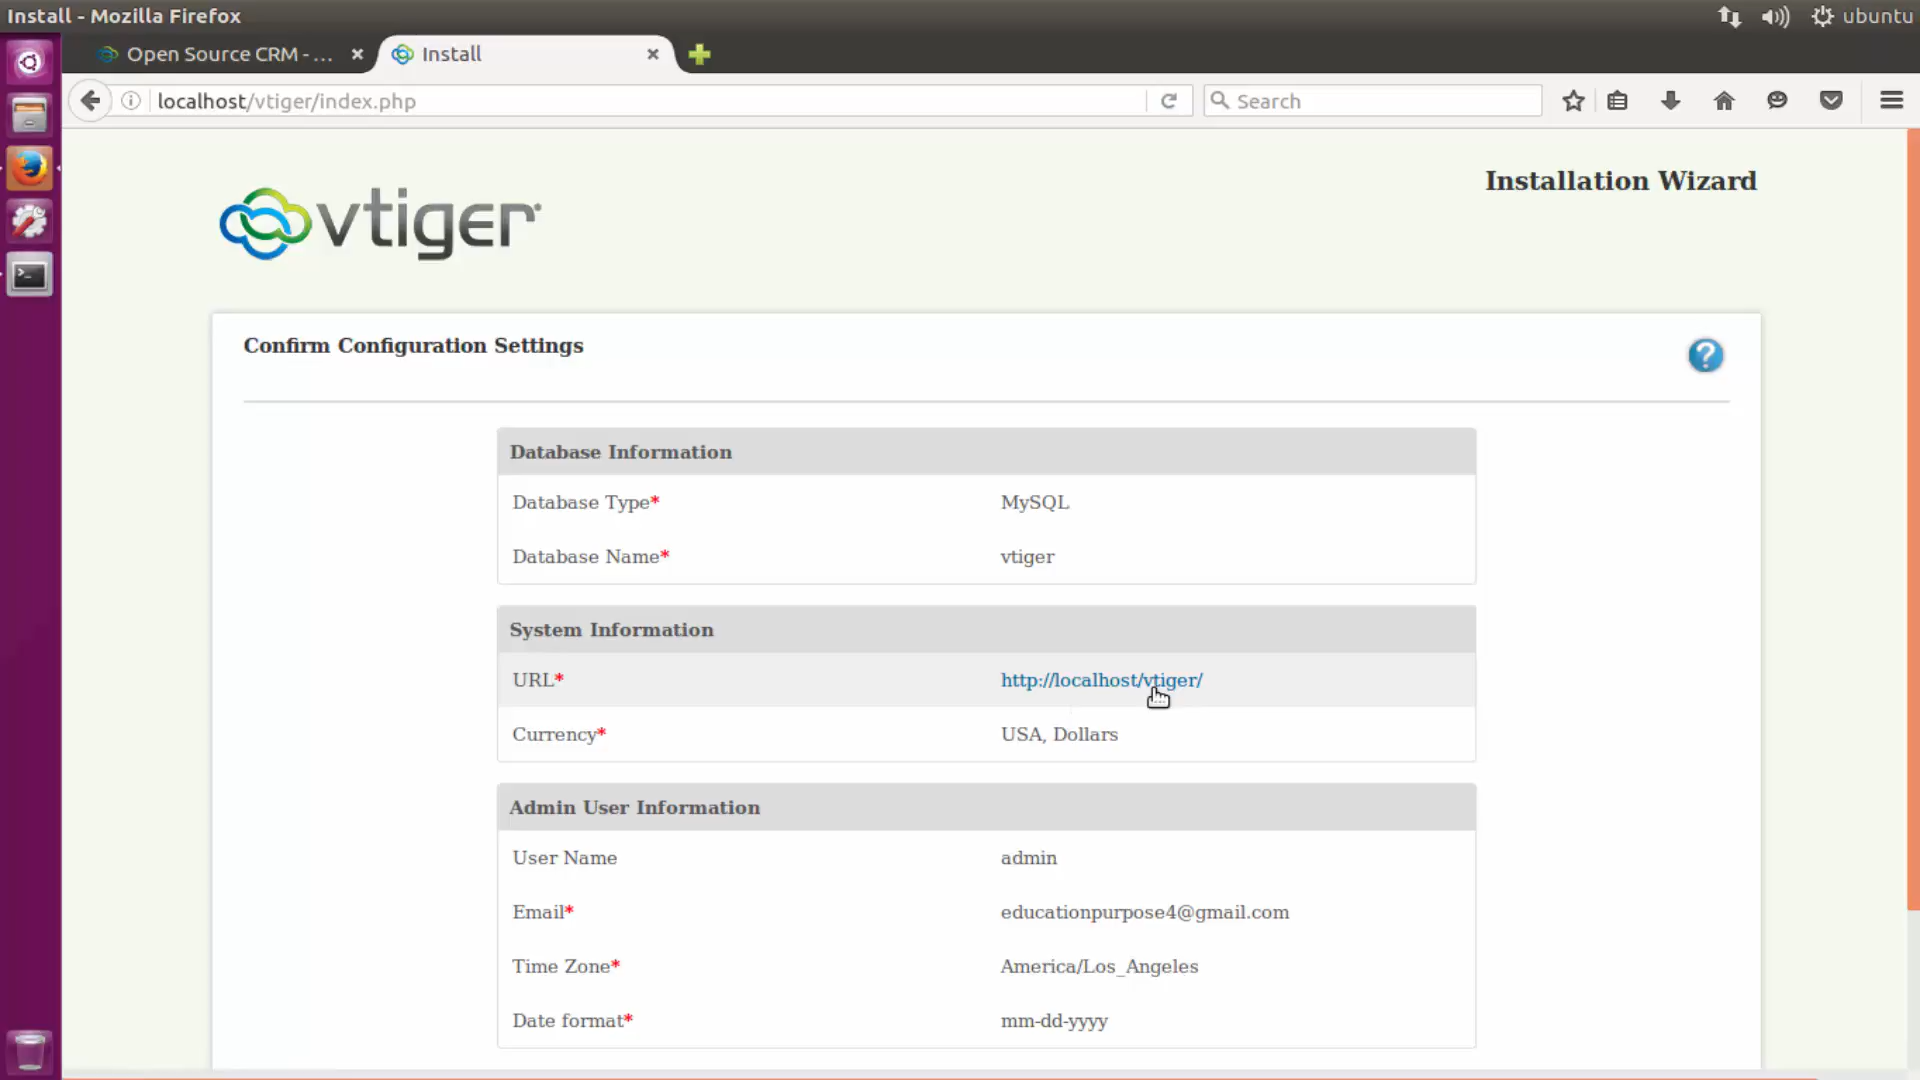 Install - Mozilla Firefox
ubuntu
Open Source CRM - ...
Install
localhost/vtiger/index.php
Search
vtiger
Installation Wizard
Confirm Configuration Settings
Database Information
Database Type* MySQL
Database Name* vtiger
System Information
URL* http://localhost/vtiger/
Currency* USA, Dollars
Admin User Information
User Name admin
Email* educationpurpose4@gmail.com
Time Zone* America/Los_Angeles
Date format* mm-dd-yyyy